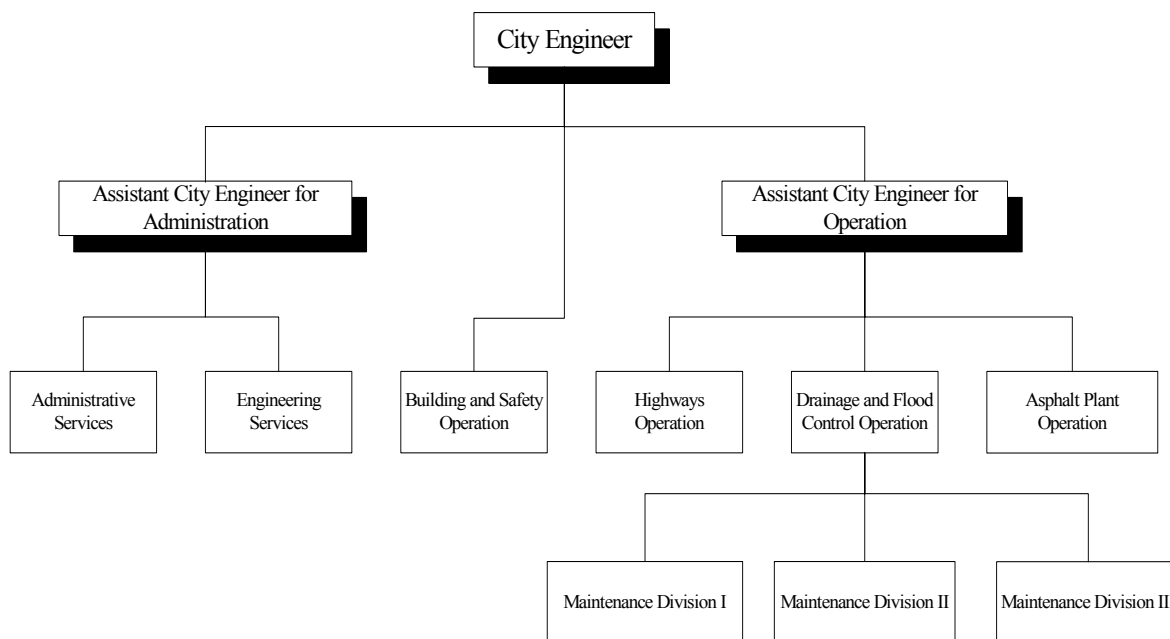 City Engineer
Assistant City Engineer for
Administration
Assistant City Engineer for
Operation
Administrative
Services
Engineering
Services
Building and Safety
Operation
Highways
Operation
Drainage and Flood
Control Operation
Asphalt Plant
Operation
Maintenance Division I
Maintenance Division II
Maintenance Division II